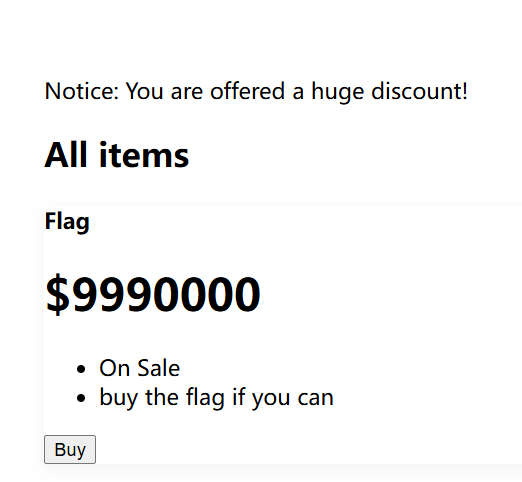 Notice: You are offered a huge discount!
All items
Flag
$9990000
On Sale
buy the flag if you can
Buy